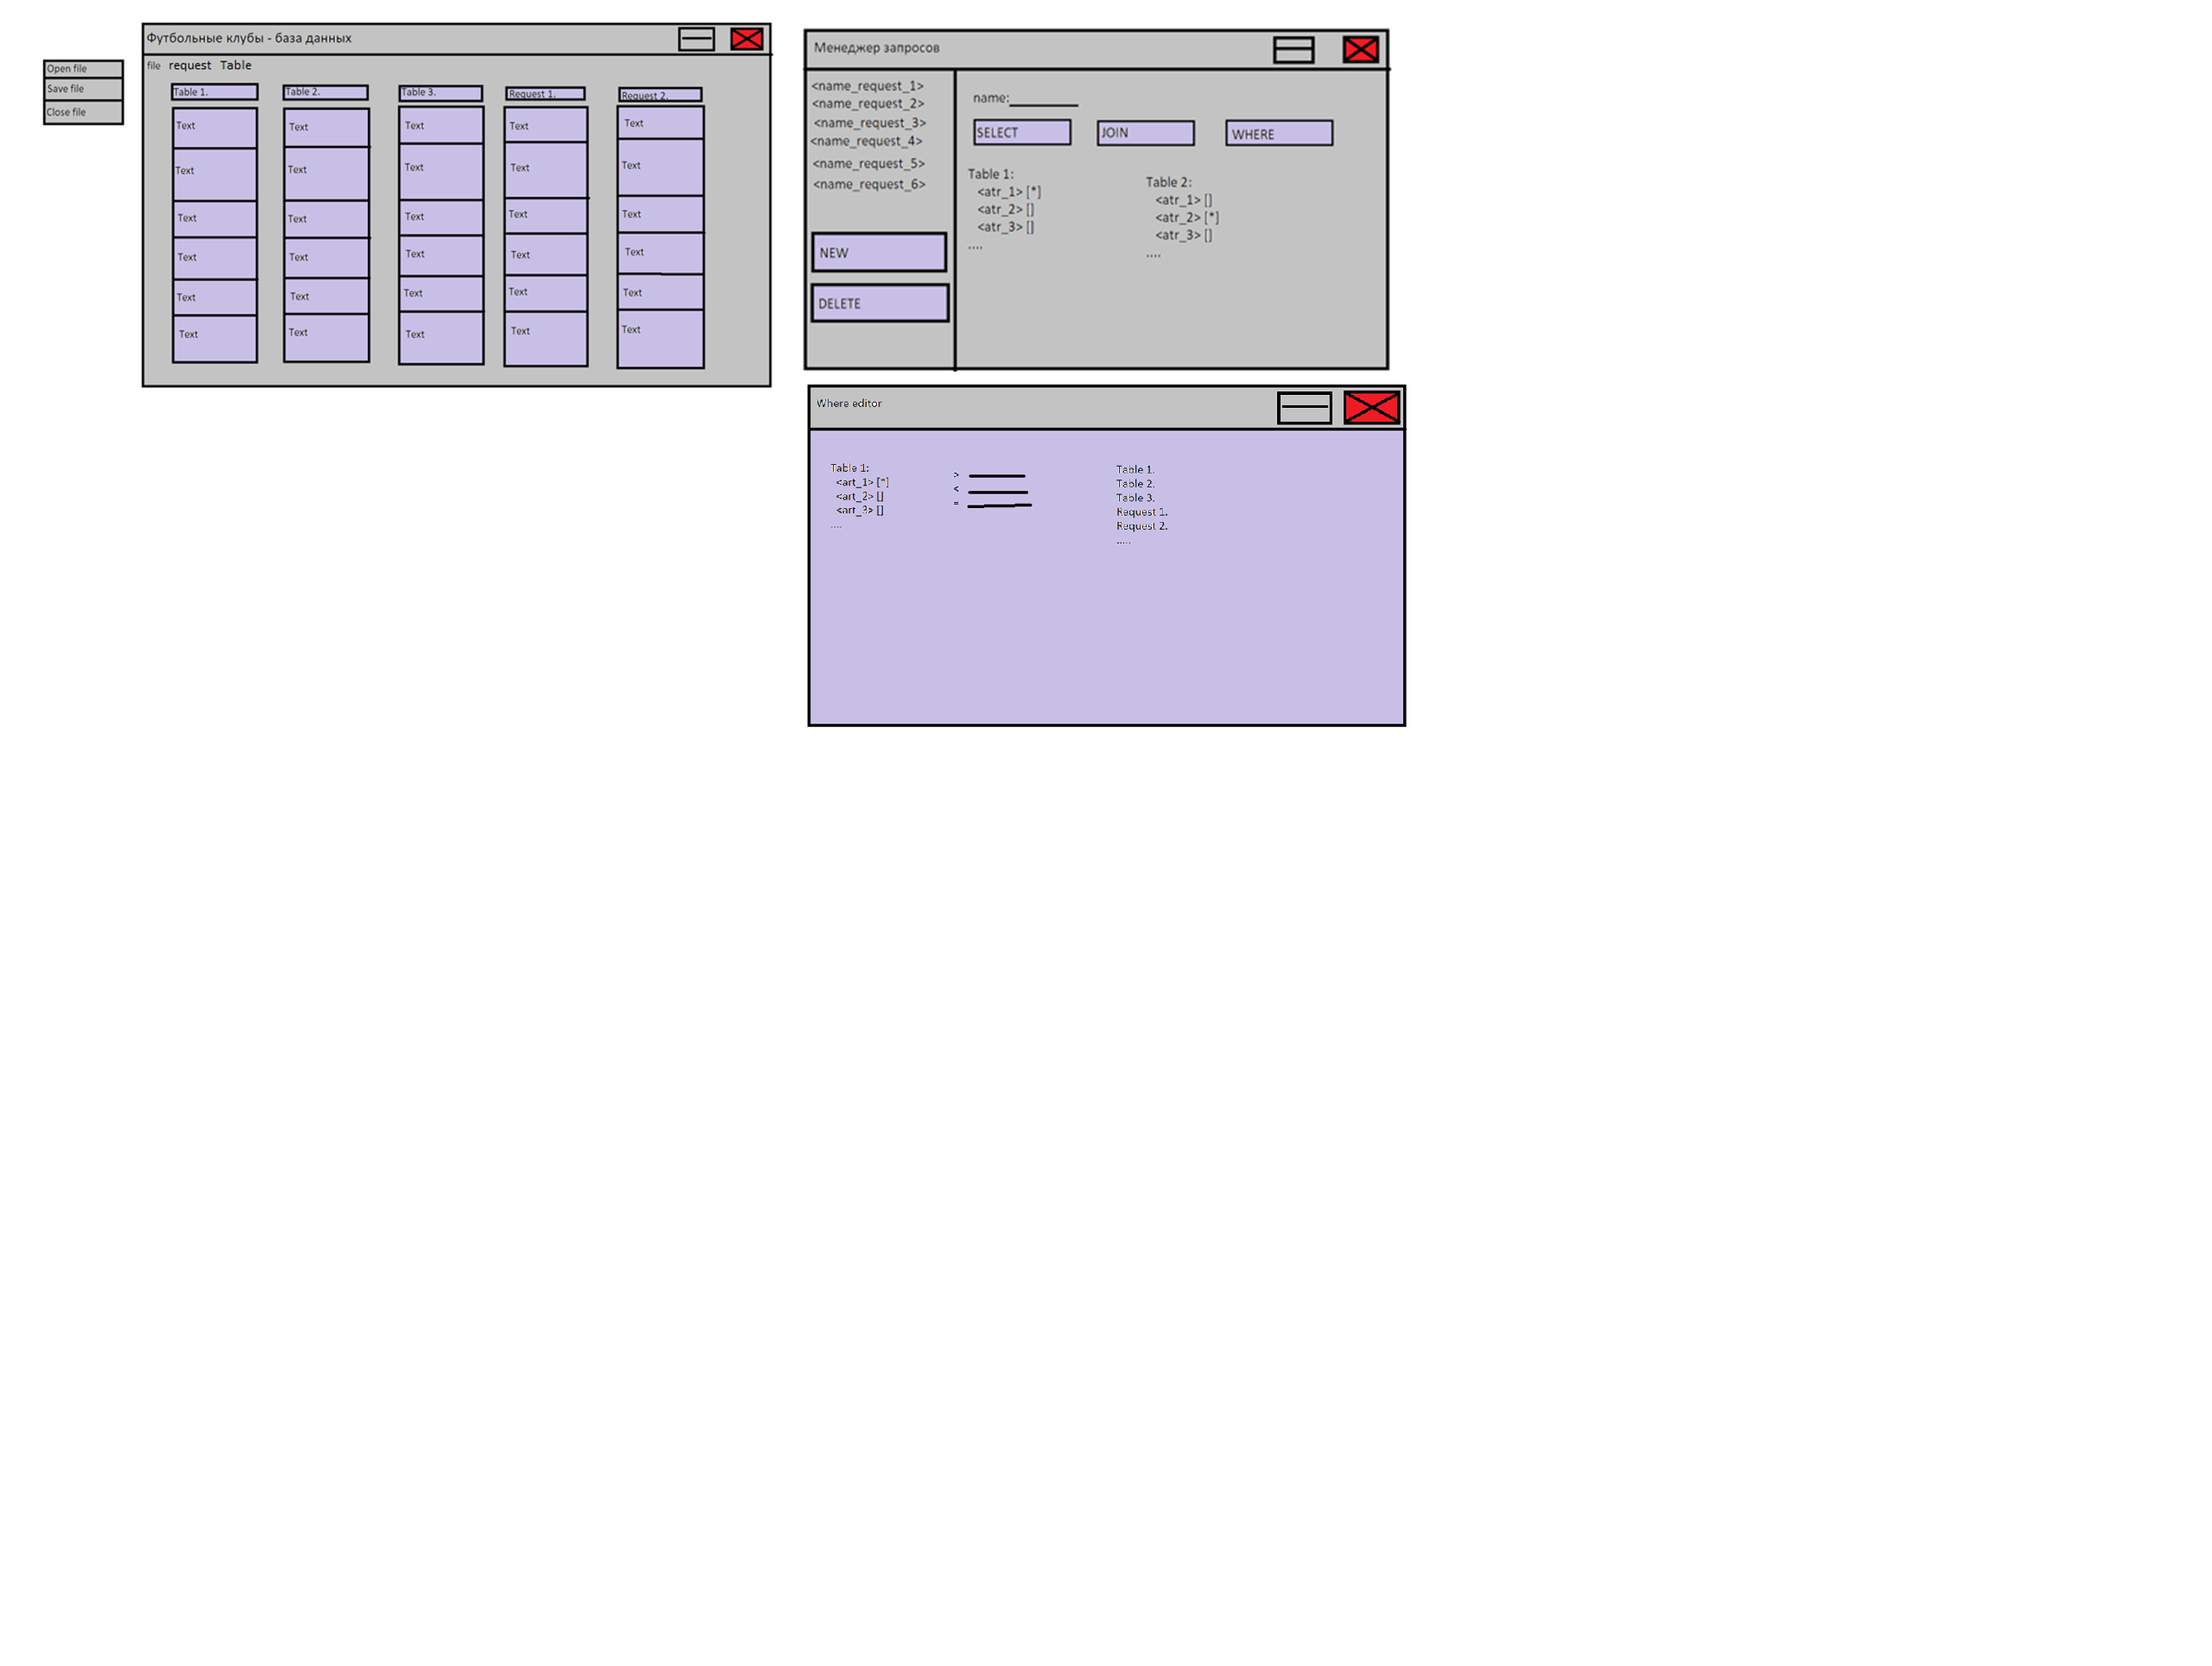 Open file
Save file
Close file
Футбольные клубы - база данных
file request Table
Table 1. Table 2. Table 3. Request 1. Request 2.
Text Text Text Text Text
Text Text Text Text Text
Text Text Text Text Text
Text Text Text Text Text
Text Text Text Text Text
Text Text Text Text Text
Менеджер запросов
<name_request_1>
<name_request_2>
<name_request_3>
<name_request_4>
<name_request_5>
<name_request_6>
NEW
DELETE
name:
SELECT JOIN WHERE
Table 1:
<atr_1> [*]
<atr_2> []
<atr_3> []
....
Table 2:
<atr_1> []
<atr_2> [*]
<atr_3> []
....
Where editor
Table 1:
<art_1> [*]
<art_2> []
<art_3> []
....
>
<
=
Table 1.
Table 2.
Table 3.
Request 1.
Request 2.
.....